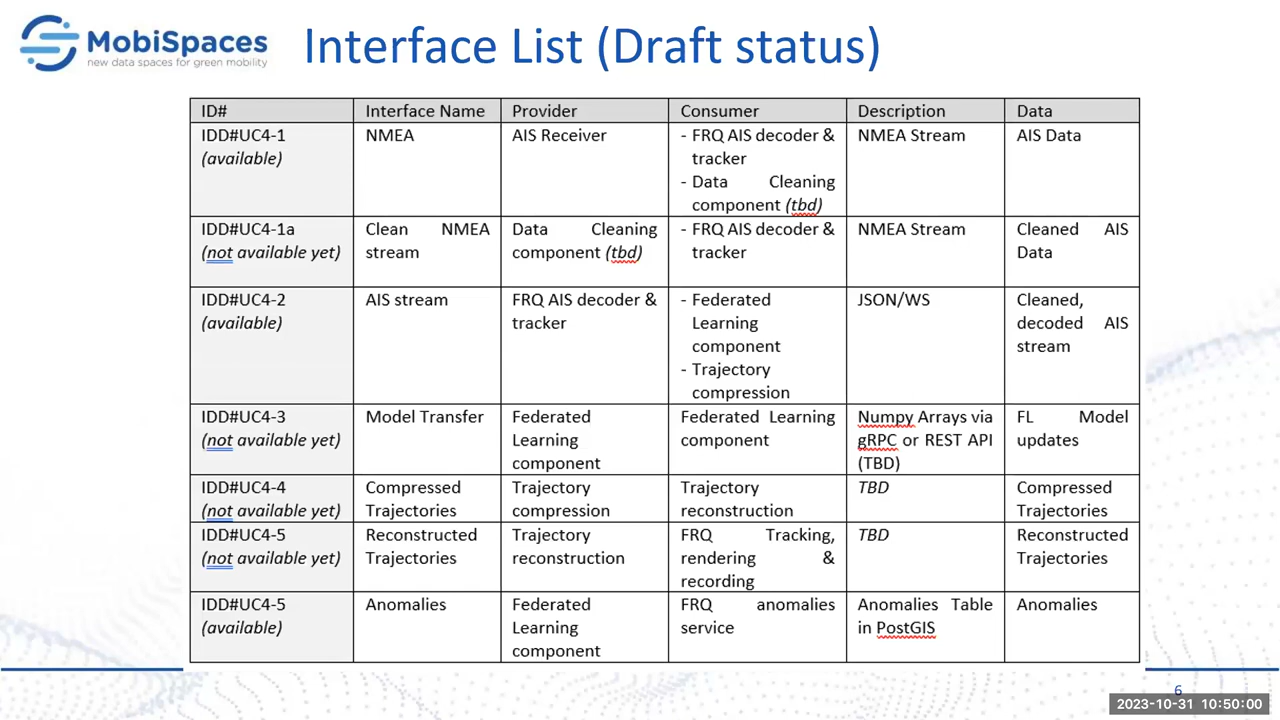 MobiSpaces
new data spaces for green mobility
Interface List (Draft status)
ID# Interface Name Provider Consumer Description Data
IDD#UC4-1 NMEA AIS Receiver - FRQ AIS decoder & NMEA Stream AIS Data
(available) tracker
- Data Cleaning
component (tbd)
IDD#UC4-1a Clean NMEA Data Cleaning - FRQ AIS decoder & NMEA Stream Cleaned AIS
(not available yet) stream component (tbd) tracker Data
IDD#UC4-2 AIS stream FRQ AIS decoder & - Federated JSON/WS Cleaned,
(available) tracker Learning decoded AIS
component stream
- Trajectory
compression
IDD#UC4-3 Model Transfer Federated Federated Learning Numpy Arrays via FL Model
(not available yet) Learning component gRPC or REST API updates
component (TBD)
IDD#UC4-4 Compressed Trajectory Trajectory TBD Compressed
(not available yet) Trajectories compression reconstruction Trajectories
IDD#UC4-5 Reconstructed Trajectory FRQ Tracking, TBD Reconstructed
(not available yet) Trajectories reconstruction rendering & Trajectories
recording
IDD#UC4-5 Anomalies Federated FRQ anomalies Anomalies Table Anomalies
(available) Learning service in PostGIS
component
6
2023-10-31 10:50:00